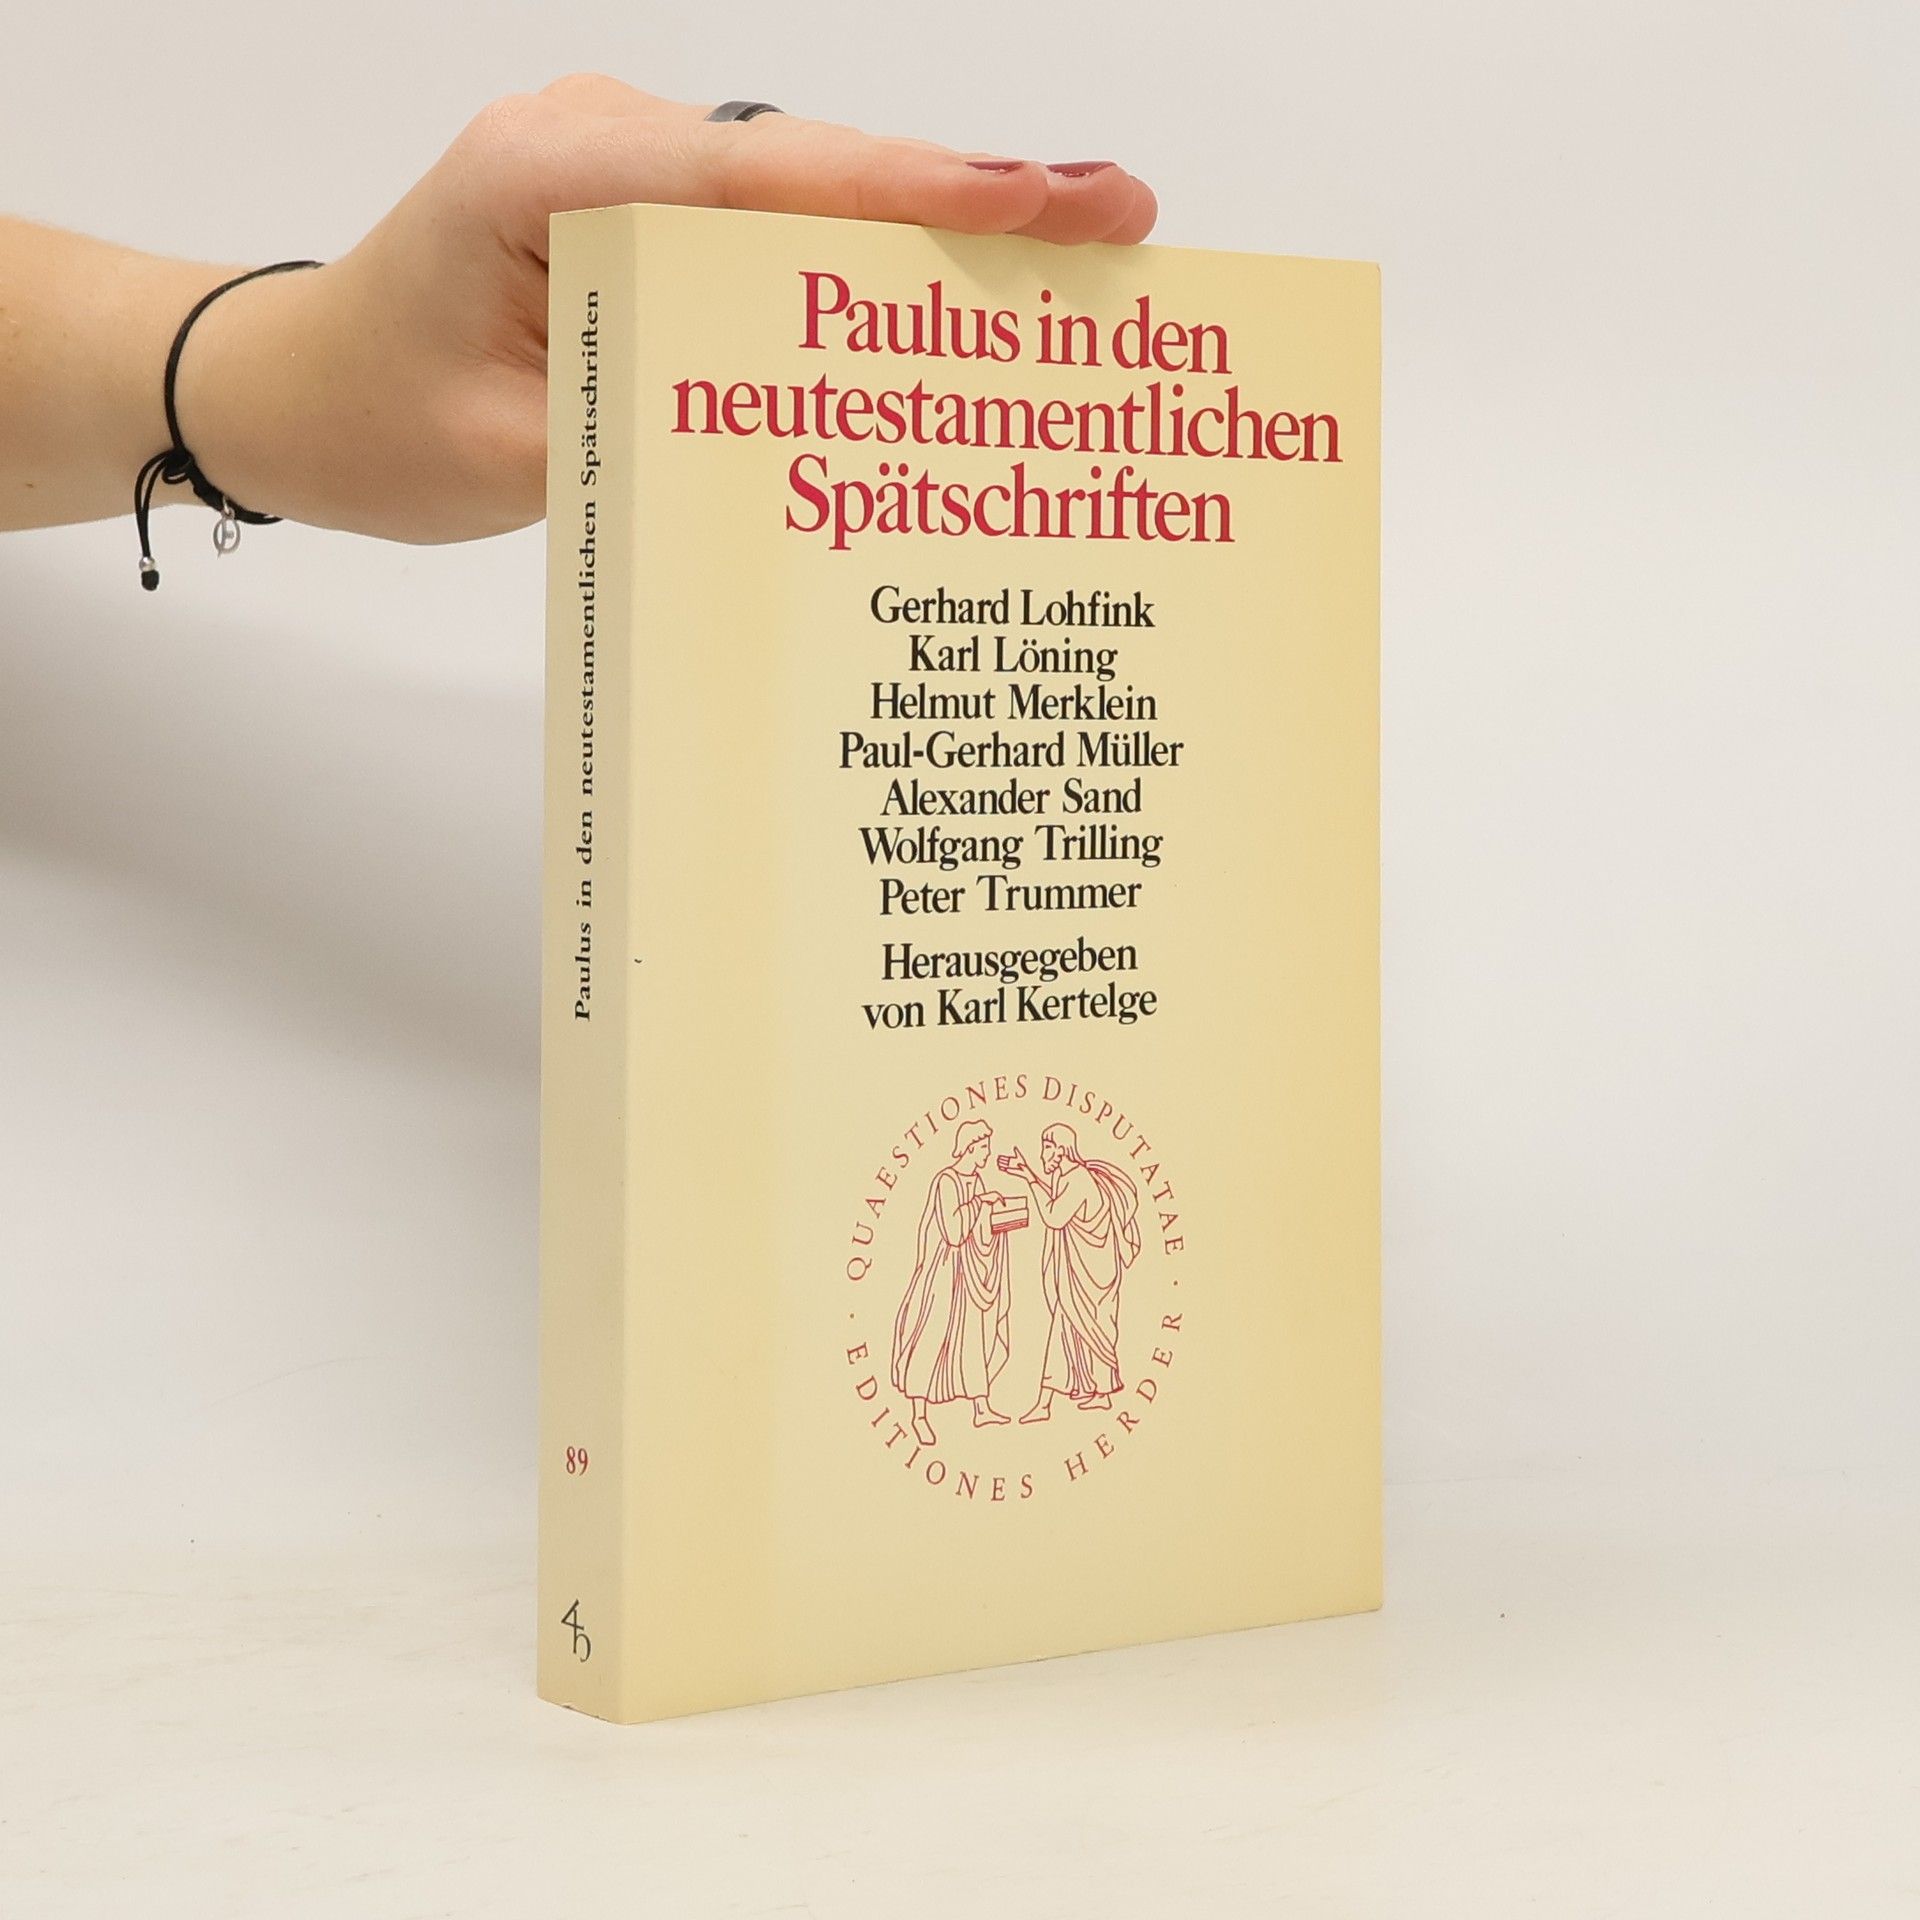 Paulus in den neutestamentlichen Spätschriften
89
Paulus in den
neutestamentlichen
Spätschriften
Gerhard Lohfink
Karl Löning
Helmut Merklein
Paul-Gerhard Müller
Alexander Sand
Wolfgang Trilling
Peter Trummer
Herausgegeben
von Karl Kertelge
· QUAESTIONES DISPUTATAE ·
EDITIONES HERDER